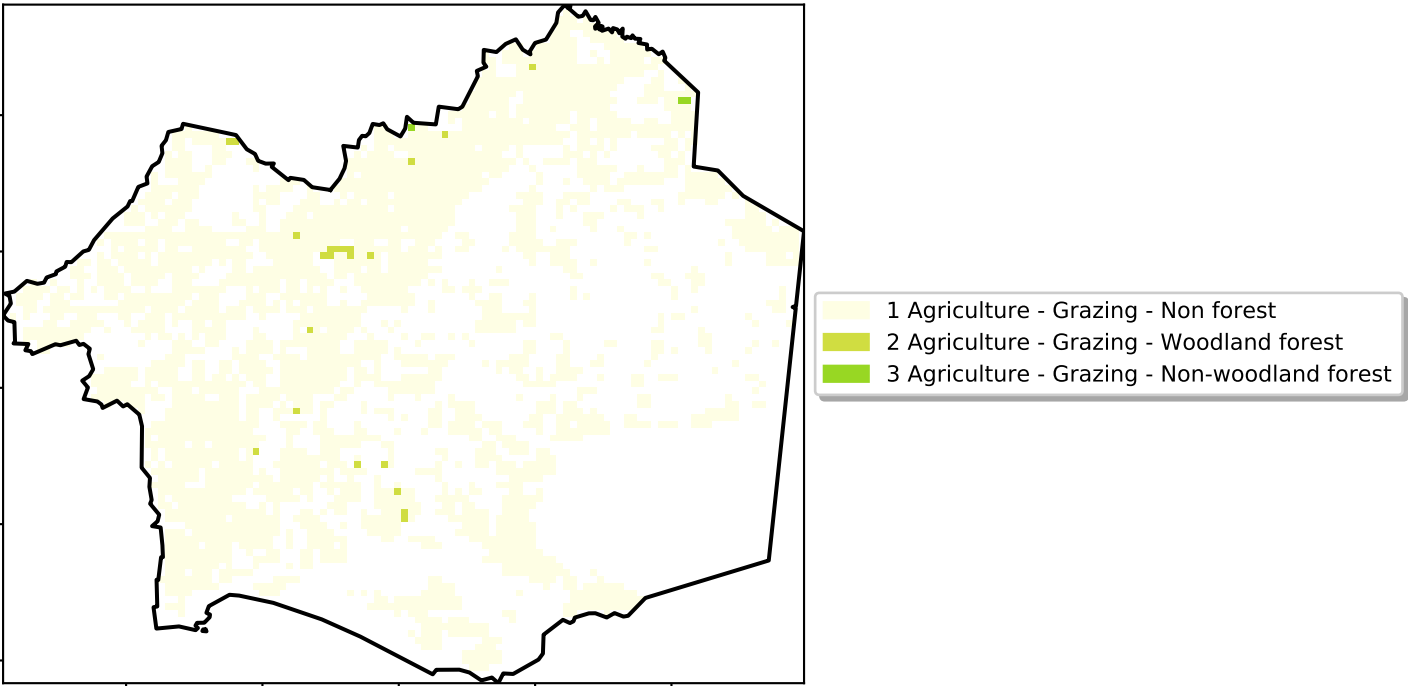 1 Agriculture - Grazing - Non forest
2 Agriculture - Grazing - Woodland forest
3 Agriculture - Grazing - Non-woodland forest